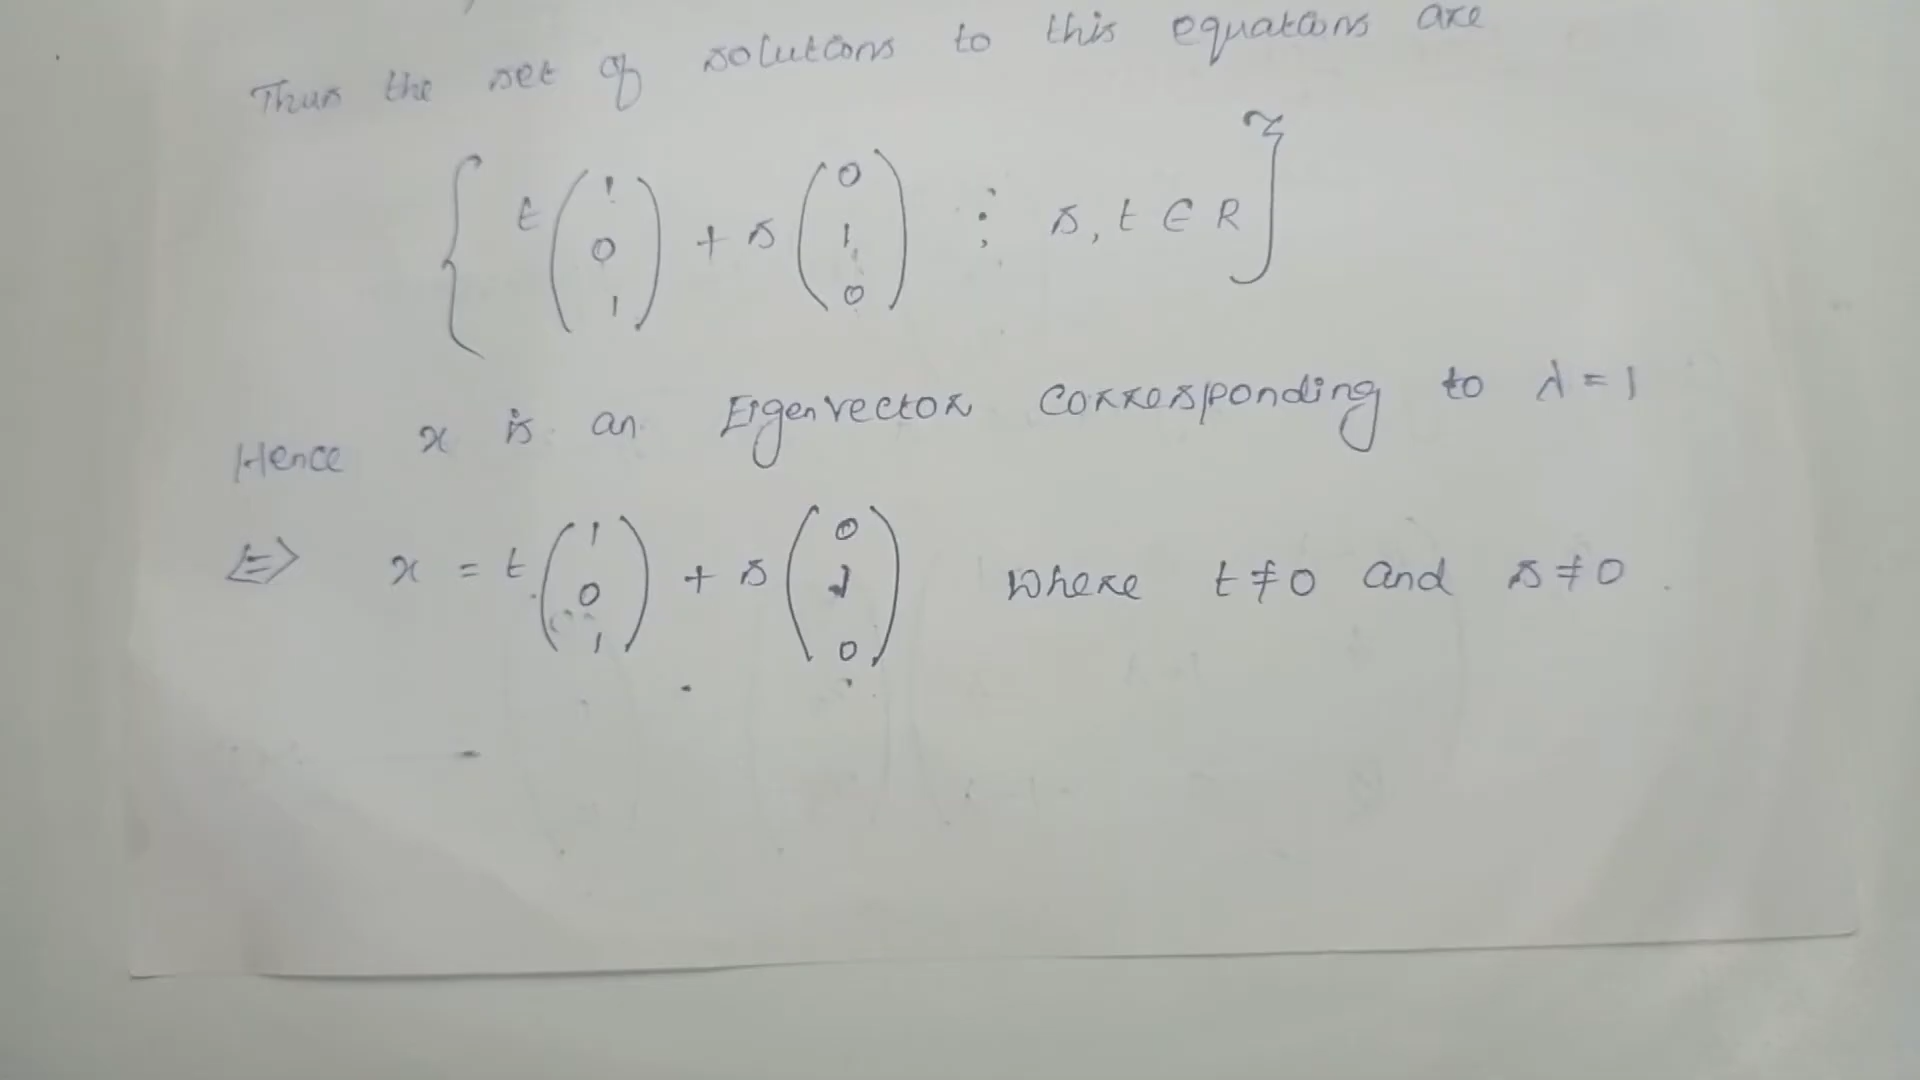 Thus the set of solutions to this equations are
{ t (1 0 1) + s (0 1 0) : s, t ∈ R }
Hence x is an Eigenvector corresponding to λ = 1
⇔ x = t (1 0 1) + s (0 1 0) where t ≠ 0 and s ≠ 0.